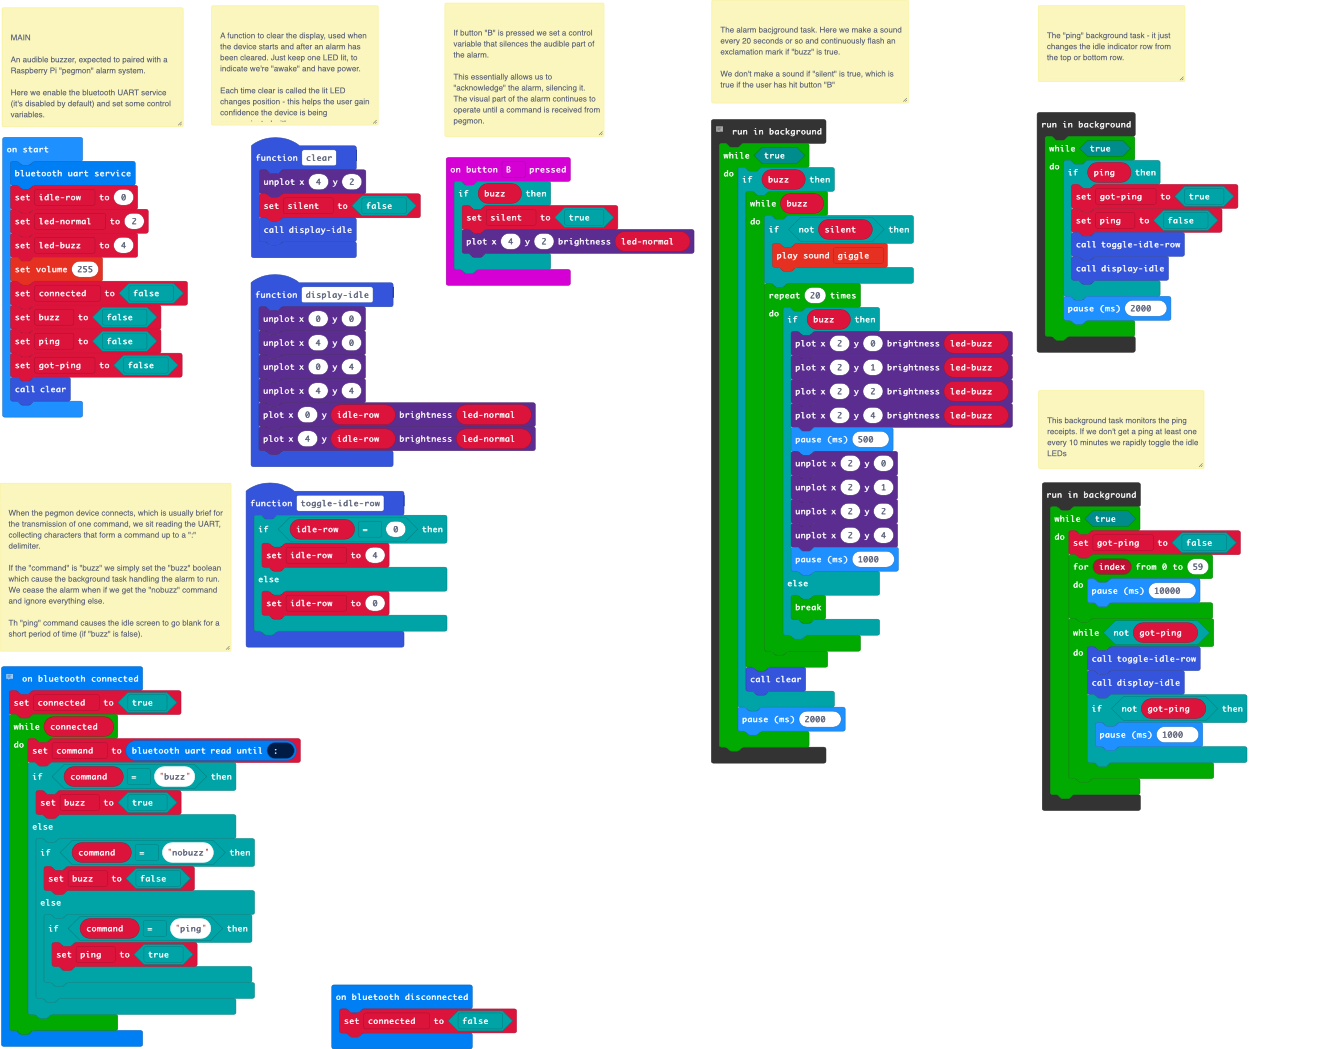 MAIN
An audible buzzer, expected to paired with a
Raspberry Pi "pegmon" alarm system.
Here we enable the bluetooth UART service
(it's disabled by default) and set some control
variables.
on start
bluetooth uart service
set idle-row to 0
set led-normal to 2
set led-buzz to 4
set volume 255
set connected to false
set buzz to false
set ping to false
set got-ping to false
call clear
A function to clear the display, used when
the device starts and after an alarm has
been cleared. Just keep one LED lit, to
indicate we're "awake" and have power.
Each time clear is called the lit LED
changes position - this helps the user gain
confidence the device is being
function clear
unplot x 4 y 2
set silent to false
call display-idle
function display-idle
unplot x 0 y 0
unplot x 4 y 0
unplot x 0 y 4
unplot x 4 y 4
plot x 0 y idle-row brightness led-normal
plot x 4 y idle-row brightness led-normal
function toggle-idle-row
if idle-row = 0 then
set idle-row to 4
else
set idle-row to 0
If button "B" is pressed we set a control
variable that silences the audible part of
the alarm.
This essentially allows us to
"acknowledge" the alarm, silencing it.
The visual part of the alarm continues to
operate until a command is received from
pegmon.
on button B pressed
if buzz then
set silent to true
plot x 4 y 2 brightness led-normal
When the pegmon device connects, which is usually brief for
the transmission of one command, we sit reading the UART,
collecting characters that form a command up to a ":"
delimiter.
If the "command" is "buzz" we simply set the "buzz" boolean
which cause the background task handling the alarm to run.
We cease the alarm when if we get the "nobuzz" command
and ignore everything else.
Th "ping" command causes the idle screen to go blank for a
short period of time (if "buzz" is false).
on bluetooth connected
set connected to true
while connected
do set command to bluetooth uart read until :
if command = "buzz" then
set buzz to true
else
if command = "nobuzz" then
set buzz to false
else
if command = "ping" then
set ping to true
on bluetooth disconnected
set connected to false
The alarm bacyground task. Here we make a sound
every 20 seconds or so and continuously flash an
exclamation mark if "buzz" is true.
We don't make a sound if "silent" is true, which is
true if the user has hit button "B"
run in background
while true
do
if buzz then
while buzz
do
if not silent then
play sound giggle
repeat 20 times
do
if buzz then
plot x 2 y 0 brightness led-buzz
plot x 2 y 1 brightness led-buzz
plot x 2 y 2 brightness led-buzz
plot x 2 y 4 brightness led-buzz
pause (ms) 500
unplot x 2 y 0
unplot x 2 y 1
unplot x 2 y 2
unplot x 2 y 4
pause (ms) 1000
else
break
call clear
pause (ms) 2000
The "ping" background task - it just
changes the idle indicator row from
the top or bottom row.
run in background
while true
do
if ping then
set got-ping to true
set ping to false
call toggle-idle-row
call display-idle
pause (ms) 2000
This background task monitors the ping
receipts. If we don't get a ping at least one
every 10 minutes we rapidly toggle the idle
LEDs
run in background
while true
do
set got-ping to false
for index from 0 to 59
do pause (ms) 10000
while not got-ping
do call toggle-idle-row
call display-idle
if not got-ping then
pause (ms) 1000